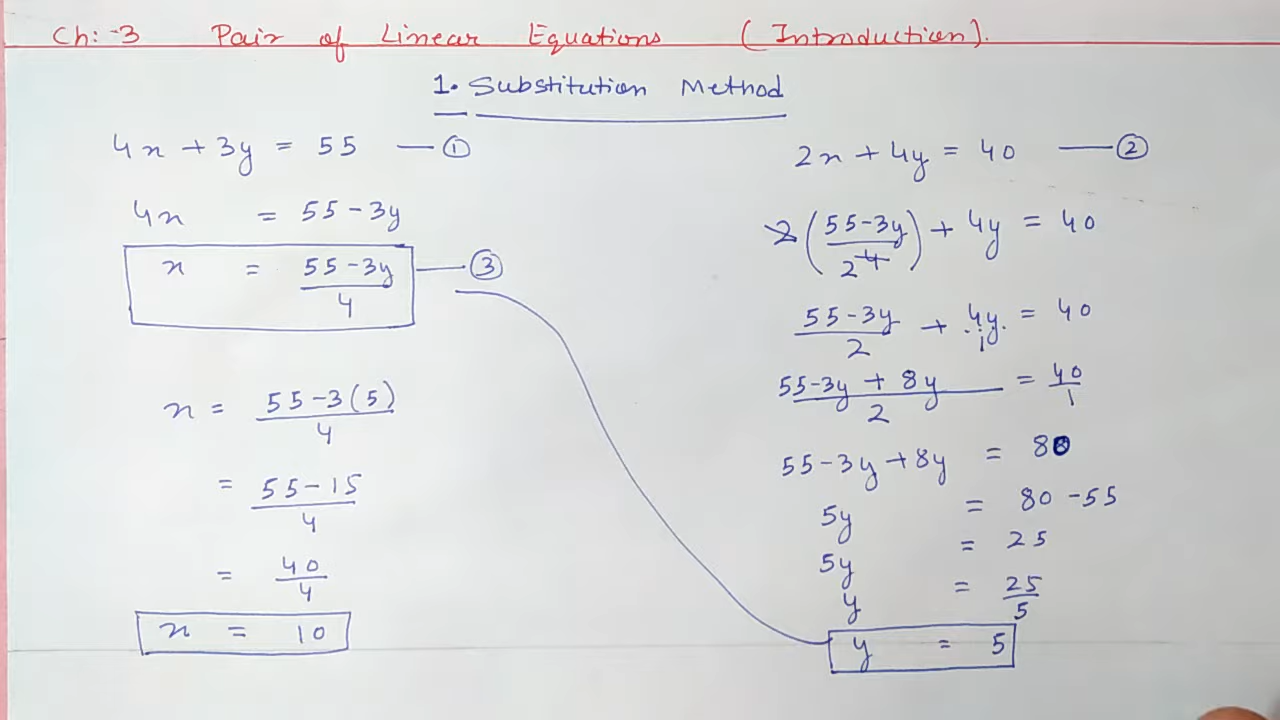 Ch:-3 Pair of Linear Equations (Introduction).
1. Substitution Method
4x + 3y = 55 — ①
4x = 55 - 3y
x = 55-3y/4 — ③
x = 55-3(5)/4
= 55-15/4
= 40/4
x = 10
2x + 4y = 40 — ②
2(55-3y/2 4) + 4y = 40
55-3y/2 + 4y/1 = 40
55-3y + 8y/2 = 40/1
55-3y+8y = 80
5y = 80 - 55
5y = 25
y = 25/5
y = 5